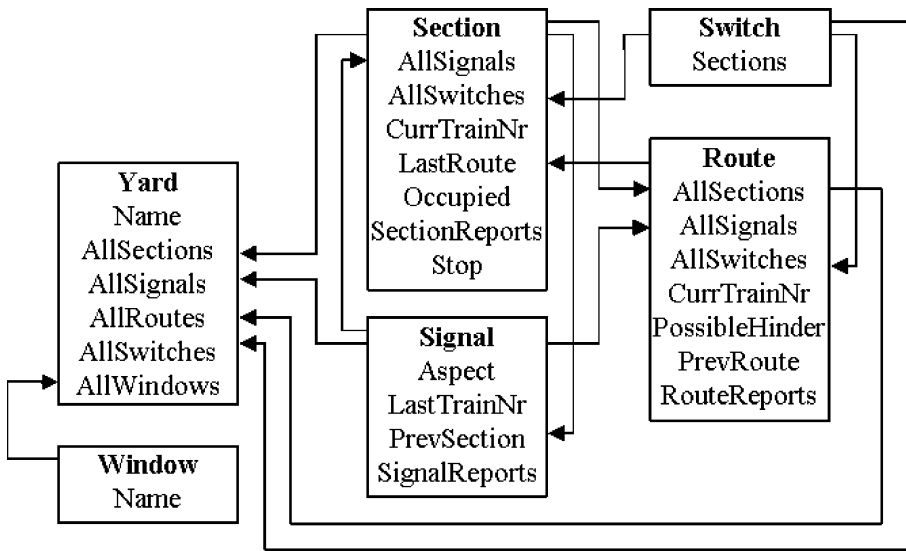 Section
AllSignals
AllSwitches
CurrTrainNr
LastRoute
Occupied
SectionReports
Stop
Switch
Sections
Route
AllSections
AllSignals
AllSwitches
CurrTrainNr
PossibleHinder
PrevRoute
RouteReports
Yard
Name
AllSections
AllSignals
AllRoutes
AllSwitches
AllWindows
Signal
Aspect
LastTrainNr
PrevSection
SignalReports
Window
Name